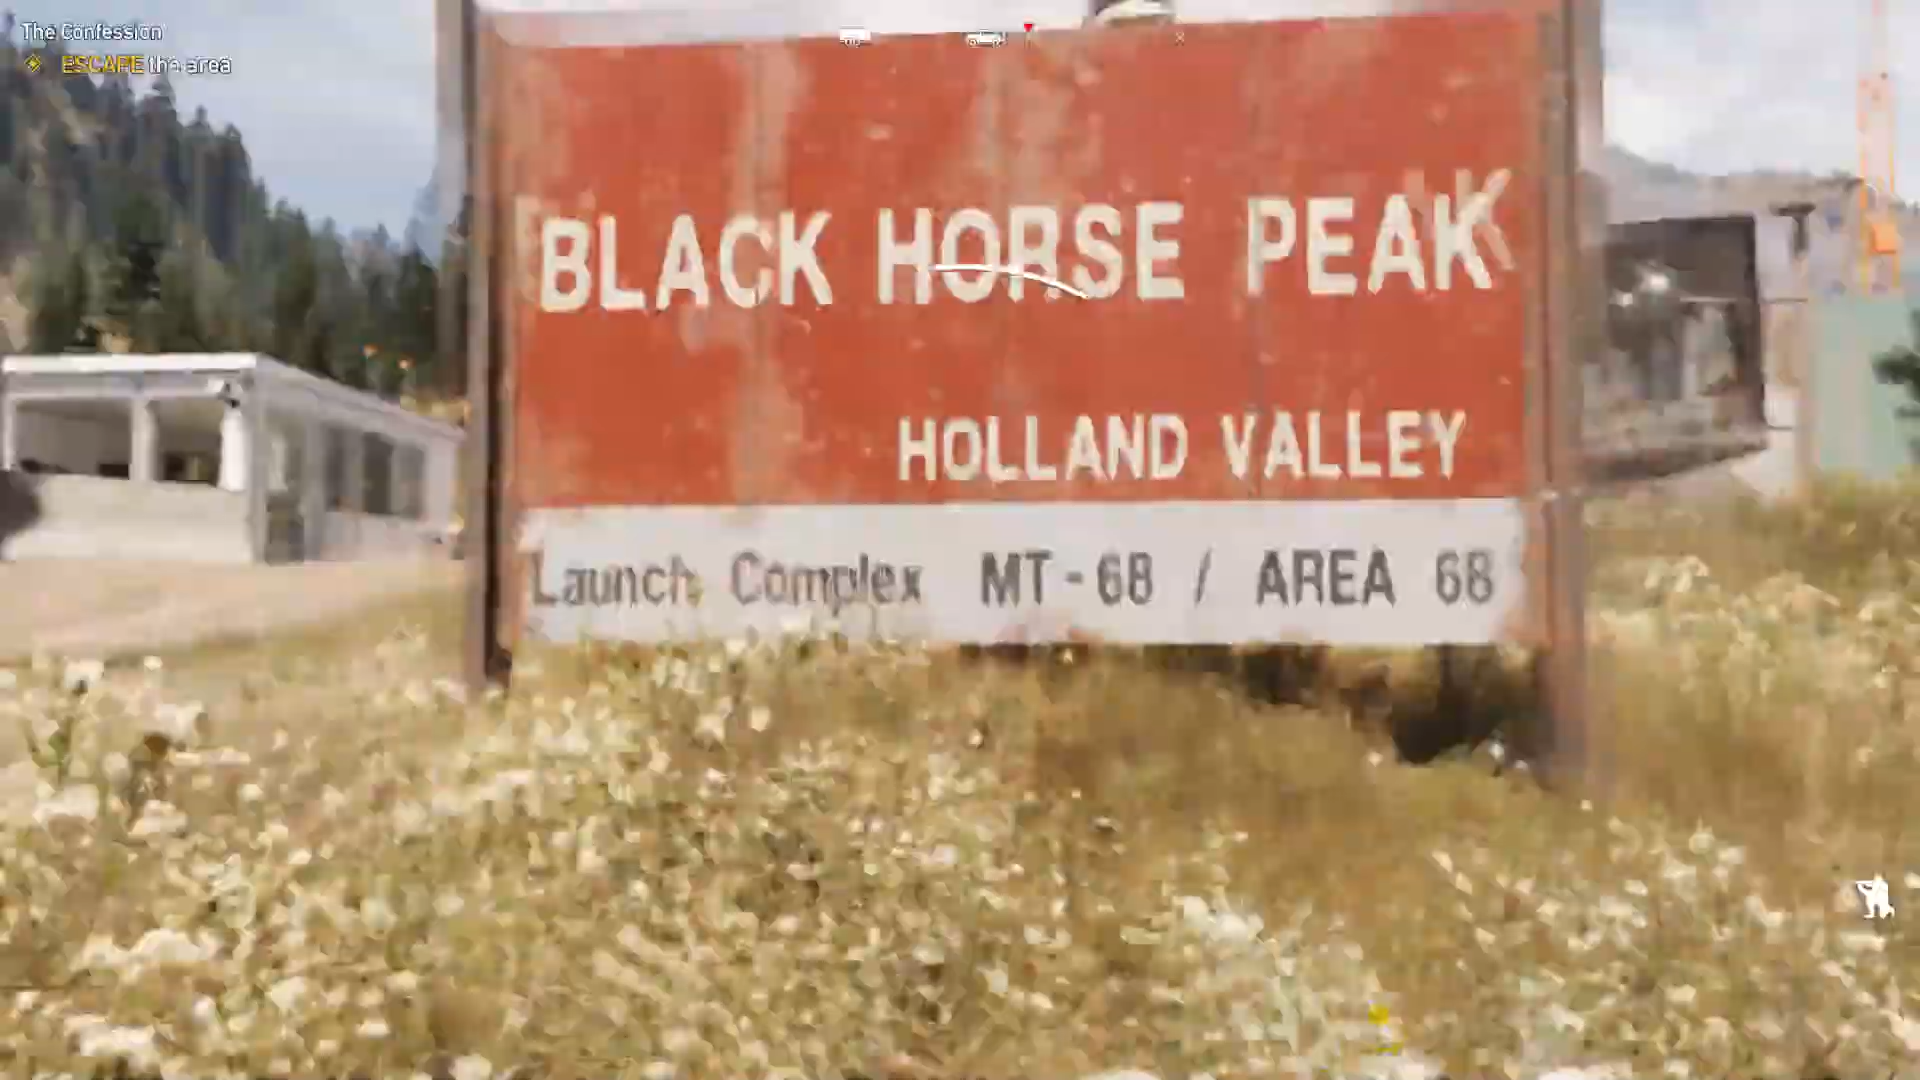 The Confession
ESCAPE the area
BLACK HORSE PEAK
HOLLAND VALLEY
Launch Complex MT-68 / AREA 68